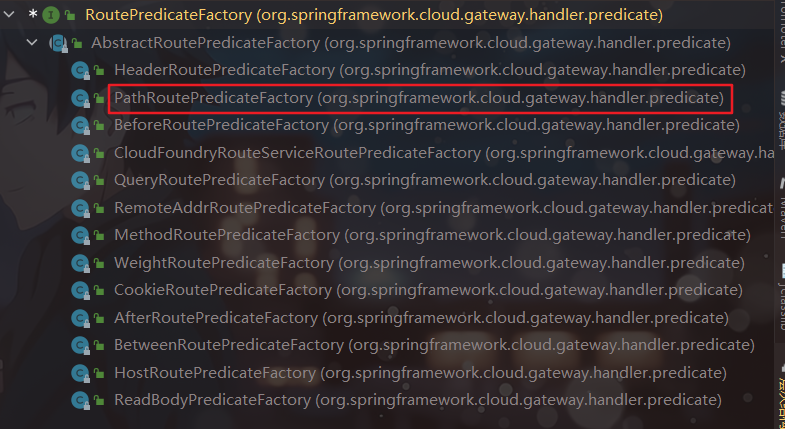 * RoutePredicateFactory (org.springframework.cloud.gateway.handler.predicate)
AbstractRoutePredicateFactory (org.springframework.cloud.gateway.handler.predicate)
HeaderRoutePredicateFactory (org.springframework.cloud.gateway.handler.predicate)
PathRoutePredicateFactory (org.springframework.cloud.gateway.handler.predicate)
BeforeRoutePredicateFactory (org.springframework.cloud.gateway.handler.predicate)
CloudFoundryRouteServiceRoutePredicateFactory (org.springframework.cloud.gateway.ha
QueryRoutePredicateFactory (org.springframework.cloud.gateway.handler.predicate)
RemoteAddrRoutePredicateFactory (org.springframework.cloud.gateway.handler.predicat
MethodRoutePredicateFactory (org.springframework.cloud.gateway.handler.predicate)
WeightRoutePredicateFactory (org.springframework.cloud.gateway.handler.predicate)
CookieRoutePredicateFactory (org.springframework.cloud.gateway.handler.predicate)
AfterRoutePredicateFactory (org.springframework.cloud.gateway.handler.predicate)
BetweenRoutePredicateFactory (org.springframework.cloud.gateway.handler.predicate)
HostRoutePredicateFactory (org.springframework.cloud.gateway.handler.predicate)
ReadBodyPredicateFactory (org.springframework.cloud.gateway.handler.predicate)
Maven